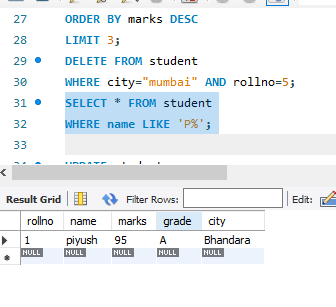 27 ORDER BY marks DESC
28 LIMIT 3;
29 DELETE FROM student
30 WHERE city="mumbai" AND rollno=5;
31 SELECT * FROM student
32 WHERE name LIKE 'P%';
33
Result Grid Filter Rows: Edit:
rollno name marks grade city
1 piyush 95 A Bhandara
NULL NULL NULL NULL NULL